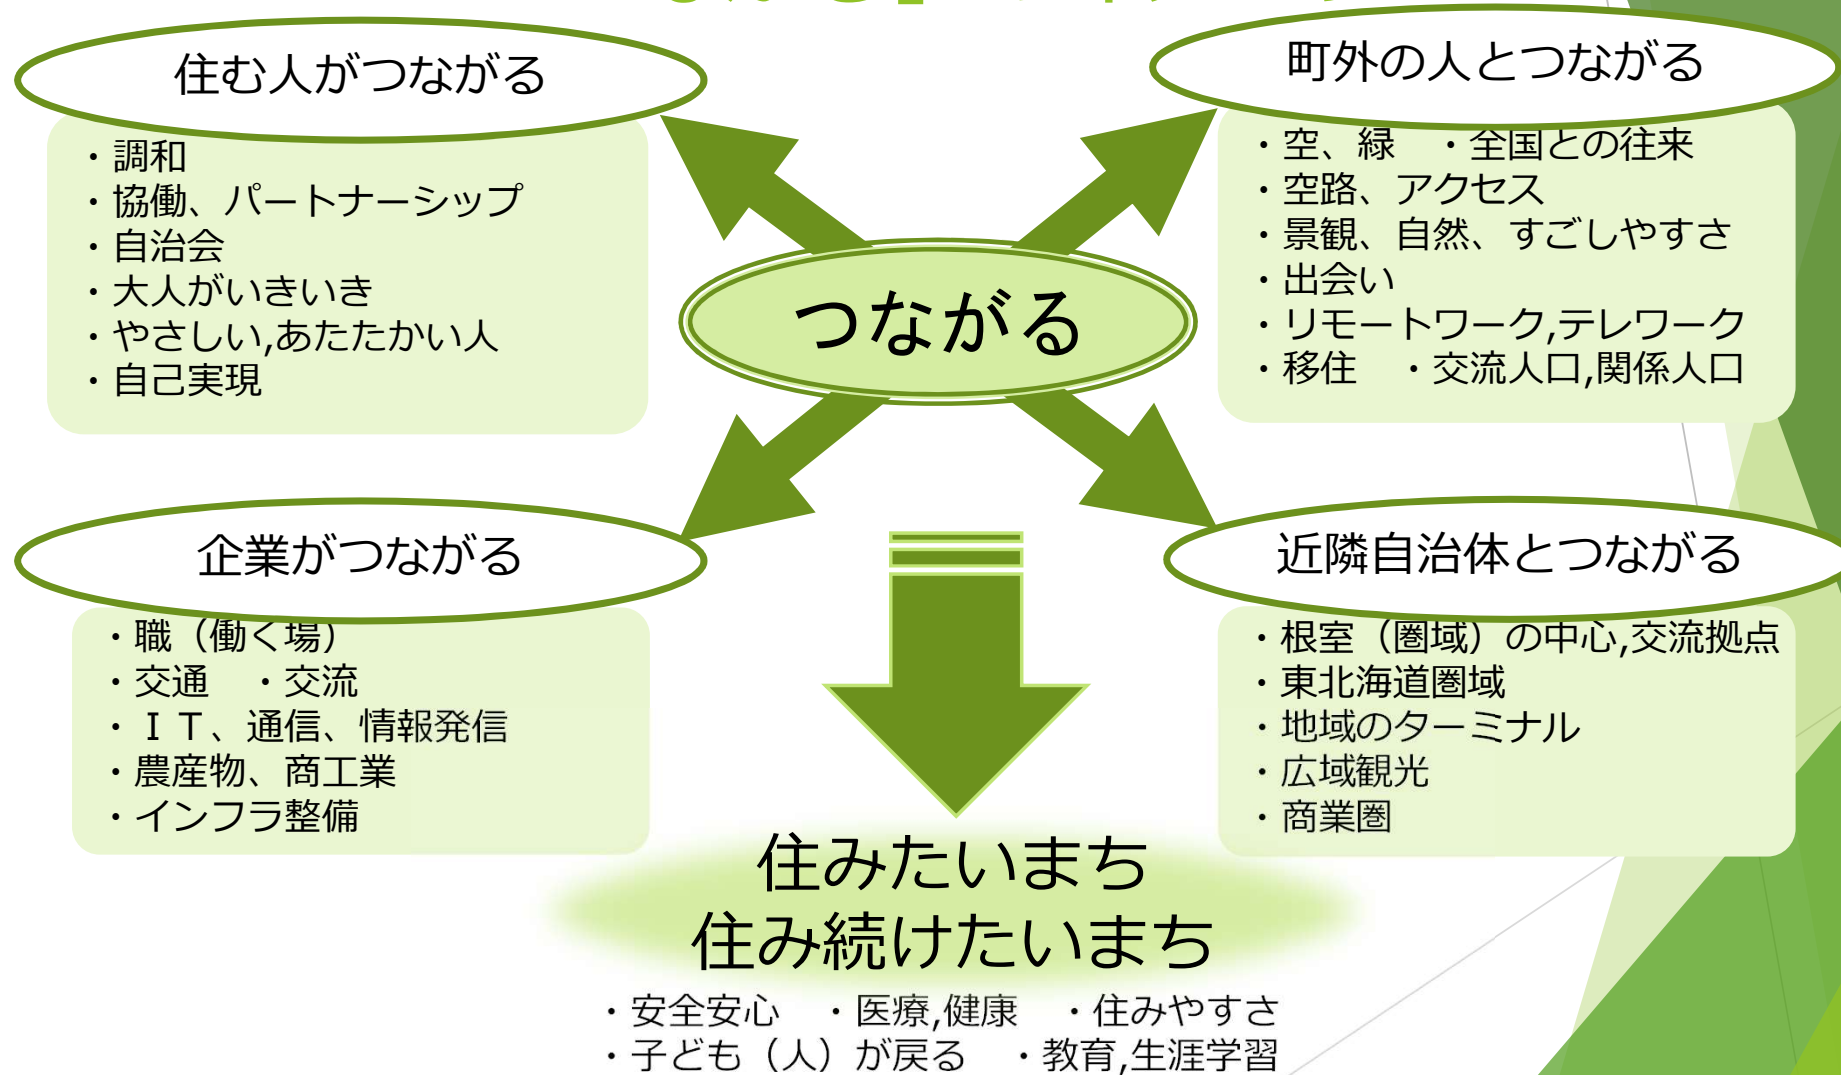 住む人がつながる
・調和
・協働、パートナーシップ
・自治会
・大人がいきいき
・やさしい,あたたかい人
・自己実現
町外の人とつながる
・空、緑　・全国との往来
・空路、アクセス
・景観、自然、すごしやすさ
・出会い
・リモートワーク,テレワーク
・移住　・交流人口,関係人口
つながる
企業がつながる
・職（働く場）
・交通　・交流
・ＩＴ、通信、情報発信
・農産物、商工業
・インフラ整備
近隣自治体とつながる
・根室（圏域）の中心,交流拠点
・東北海道圏域
・地域のターミナル
・広域観光
・商業圏
住みたいまち
住み続けたいまち
・安全安心　・医療,健康　・住みやすさ
・子ども（人）が戻る　・教育,生涯学習